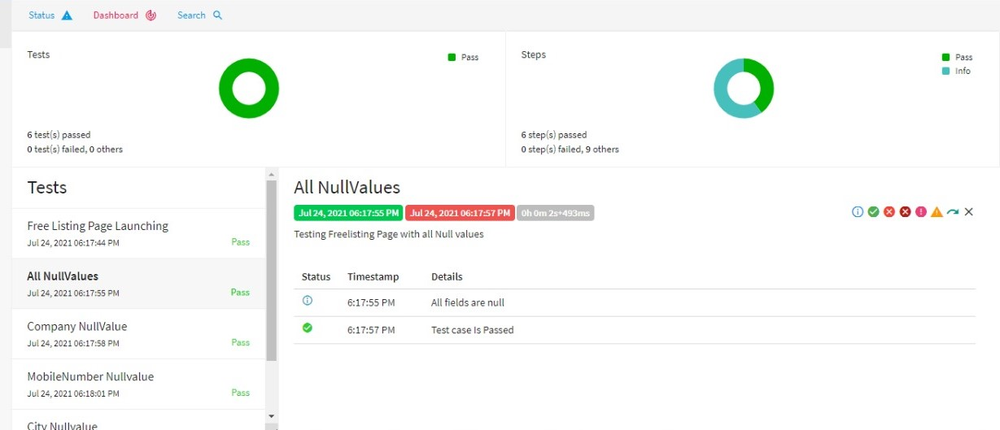 Status Dashboard Search
Tests
Pass
6 test(s) passed
0 test(s) failed, 0 others
Steps
Pass
Info
6 step(s) passed
0 step(s) failed, 9 others
Tests
Free Listing Page Launching
Jul 24, 2021 06:17:44 PM Pass
All NullValues
Jul 24, 2021 06:17:55 PM Pass
Company NullValue
Jul 24, 2021 06:17:58 PM Pass
MobileNumber Nullvalue
Jul 24, 2021 06:18:01 PM Pass
City Nullvalue
All NullValues
Jul 24, 2021 06:17:55 PM Jul 24, 2021 06:17:57 PM 0h 0m 2s+493ms
Testing Freelisting Page with all Null values
Status Timestamp Details
6:17:55 PM All fields are null
6:17:57 PM Test case Is Passed